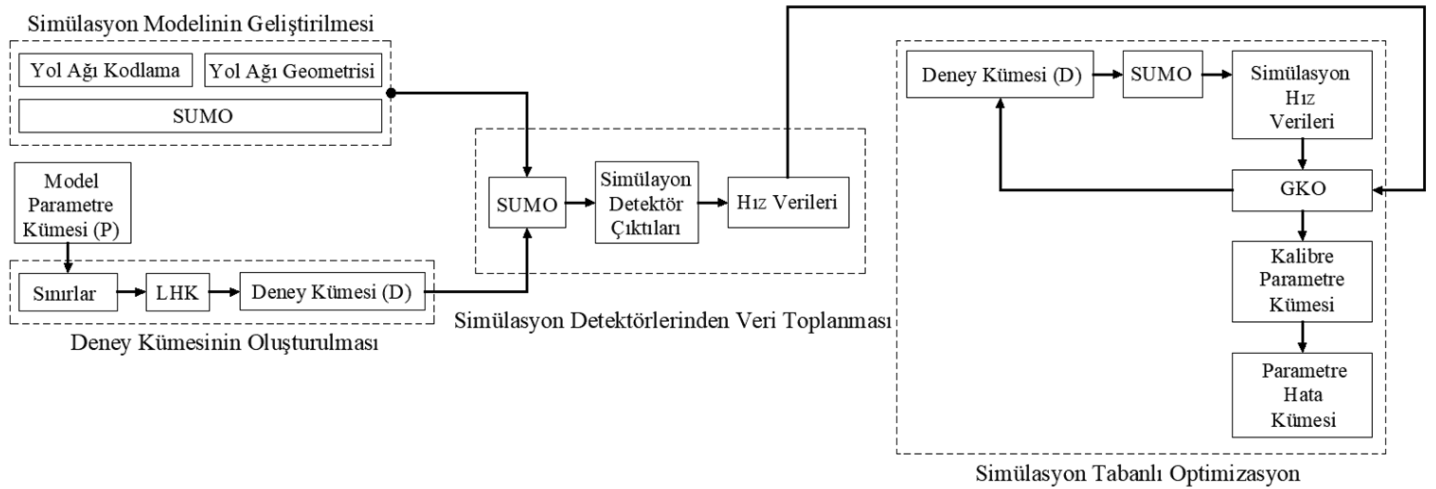 Simülasyon Modelinin Geliştirilmesi
Yol Ağı Kodlama
Yol Ağı Geometrisi
SUMO
Model
Parametre
Kümesi (P)
Sınırlar
LHK
Deney Kümesi (D)
Deney Kümesinin Oluşturulması
SUMO
Simülayon
Detektör
Çıktıları
Hız Verileri
Simülasyon Detektörlerinden Veri Toplanması
Deney Kümesi (D)
SUMO
Simülasyon
Hız
Verileri
GKO
Kalibre
Parametre
Kümesi
Parametre
Hata
Kümesi
Simülasyon Tabanlı Optimizasyon